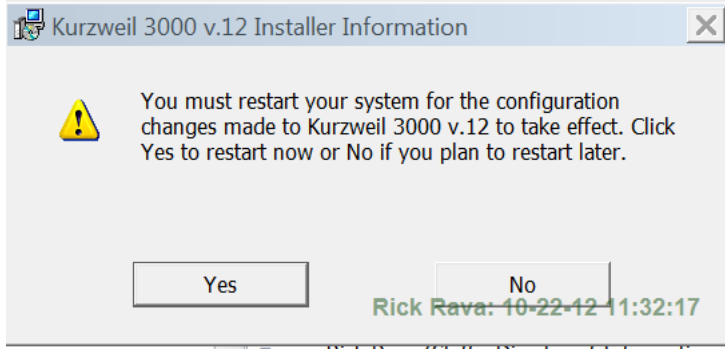 Kurzweil 3000 v.12 Installer Information
You must restart your system for the configuration
changes made to Kurzweil 3000 v.12 to take effect. Click
Yes to restart now or No if you plan to restart later.
Yes
No
Rick Rava: 10-22-12 11:32:17